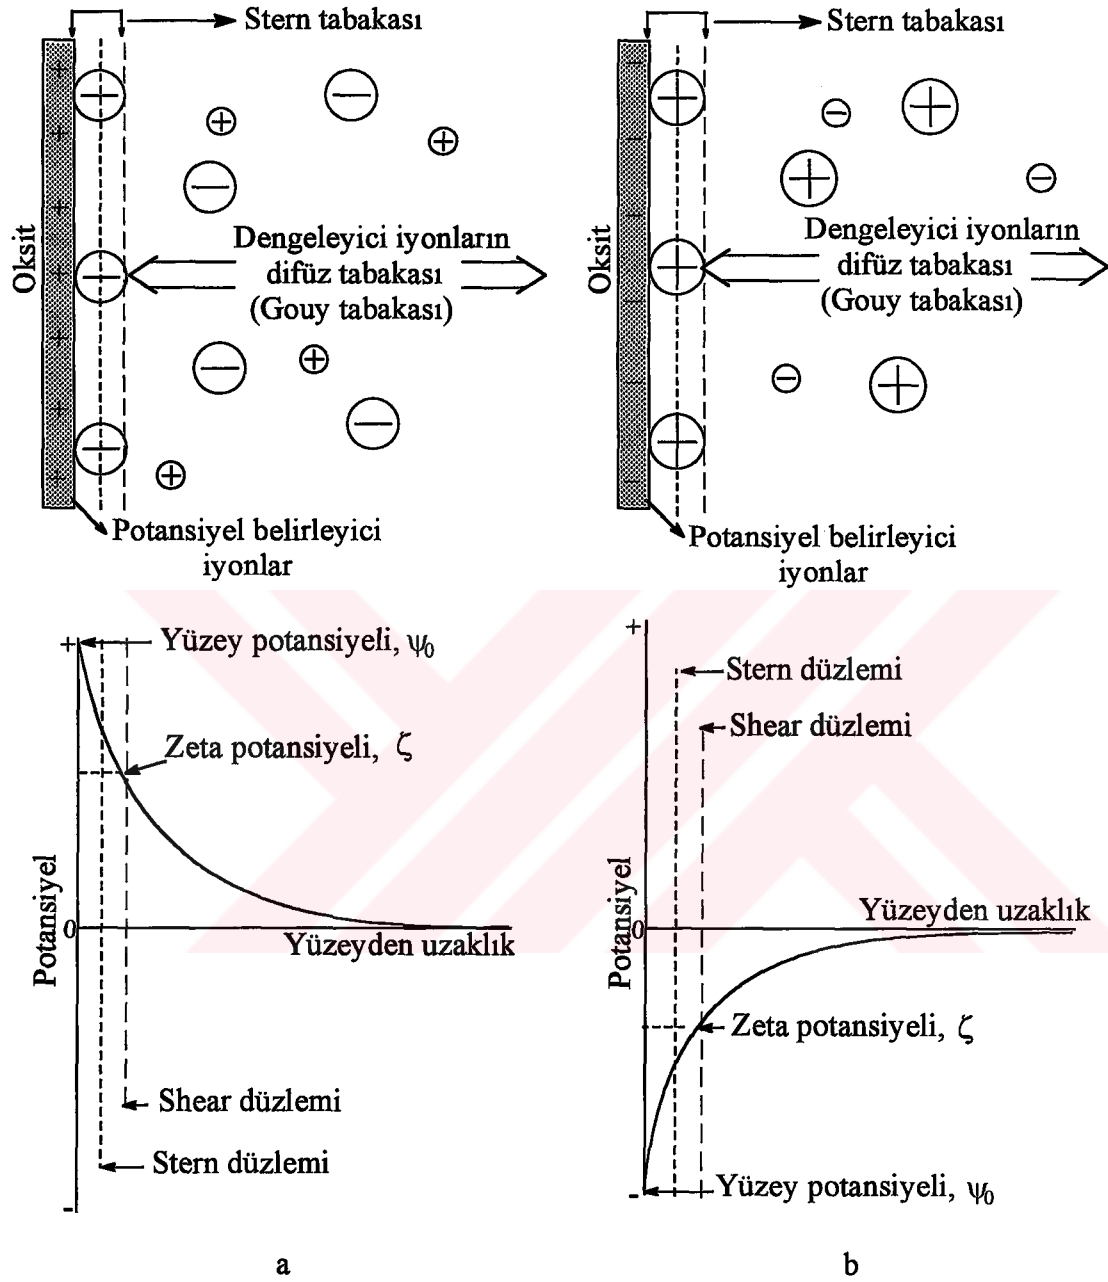 Stern tabakası
Oksit
Dengeleyici iyonların
difüz tabakası
(Gouy tabakası)
Potansiyel belirleyici
iyonlar
Stern tabakası
Oksit
Dengeleyici iyonların
difüz tabakası
(Gouy tabakası)
Potansiyel belirleyici
iyonlar
+
Yüzey potansiyeli, ψ₀
Zeta potansiyeli, ζ
Potansiyel
0
Yüzeyden uzaklık
Shear düzlemi
Stern düzlemi
-
a
+
Stern düzlemi
Shear düzlemi
Potansiyel
0
Yüzeyden uzaklık
Zeta potansiyeli, ζ
-
Yüzey potansiyeli, ψ₀
b